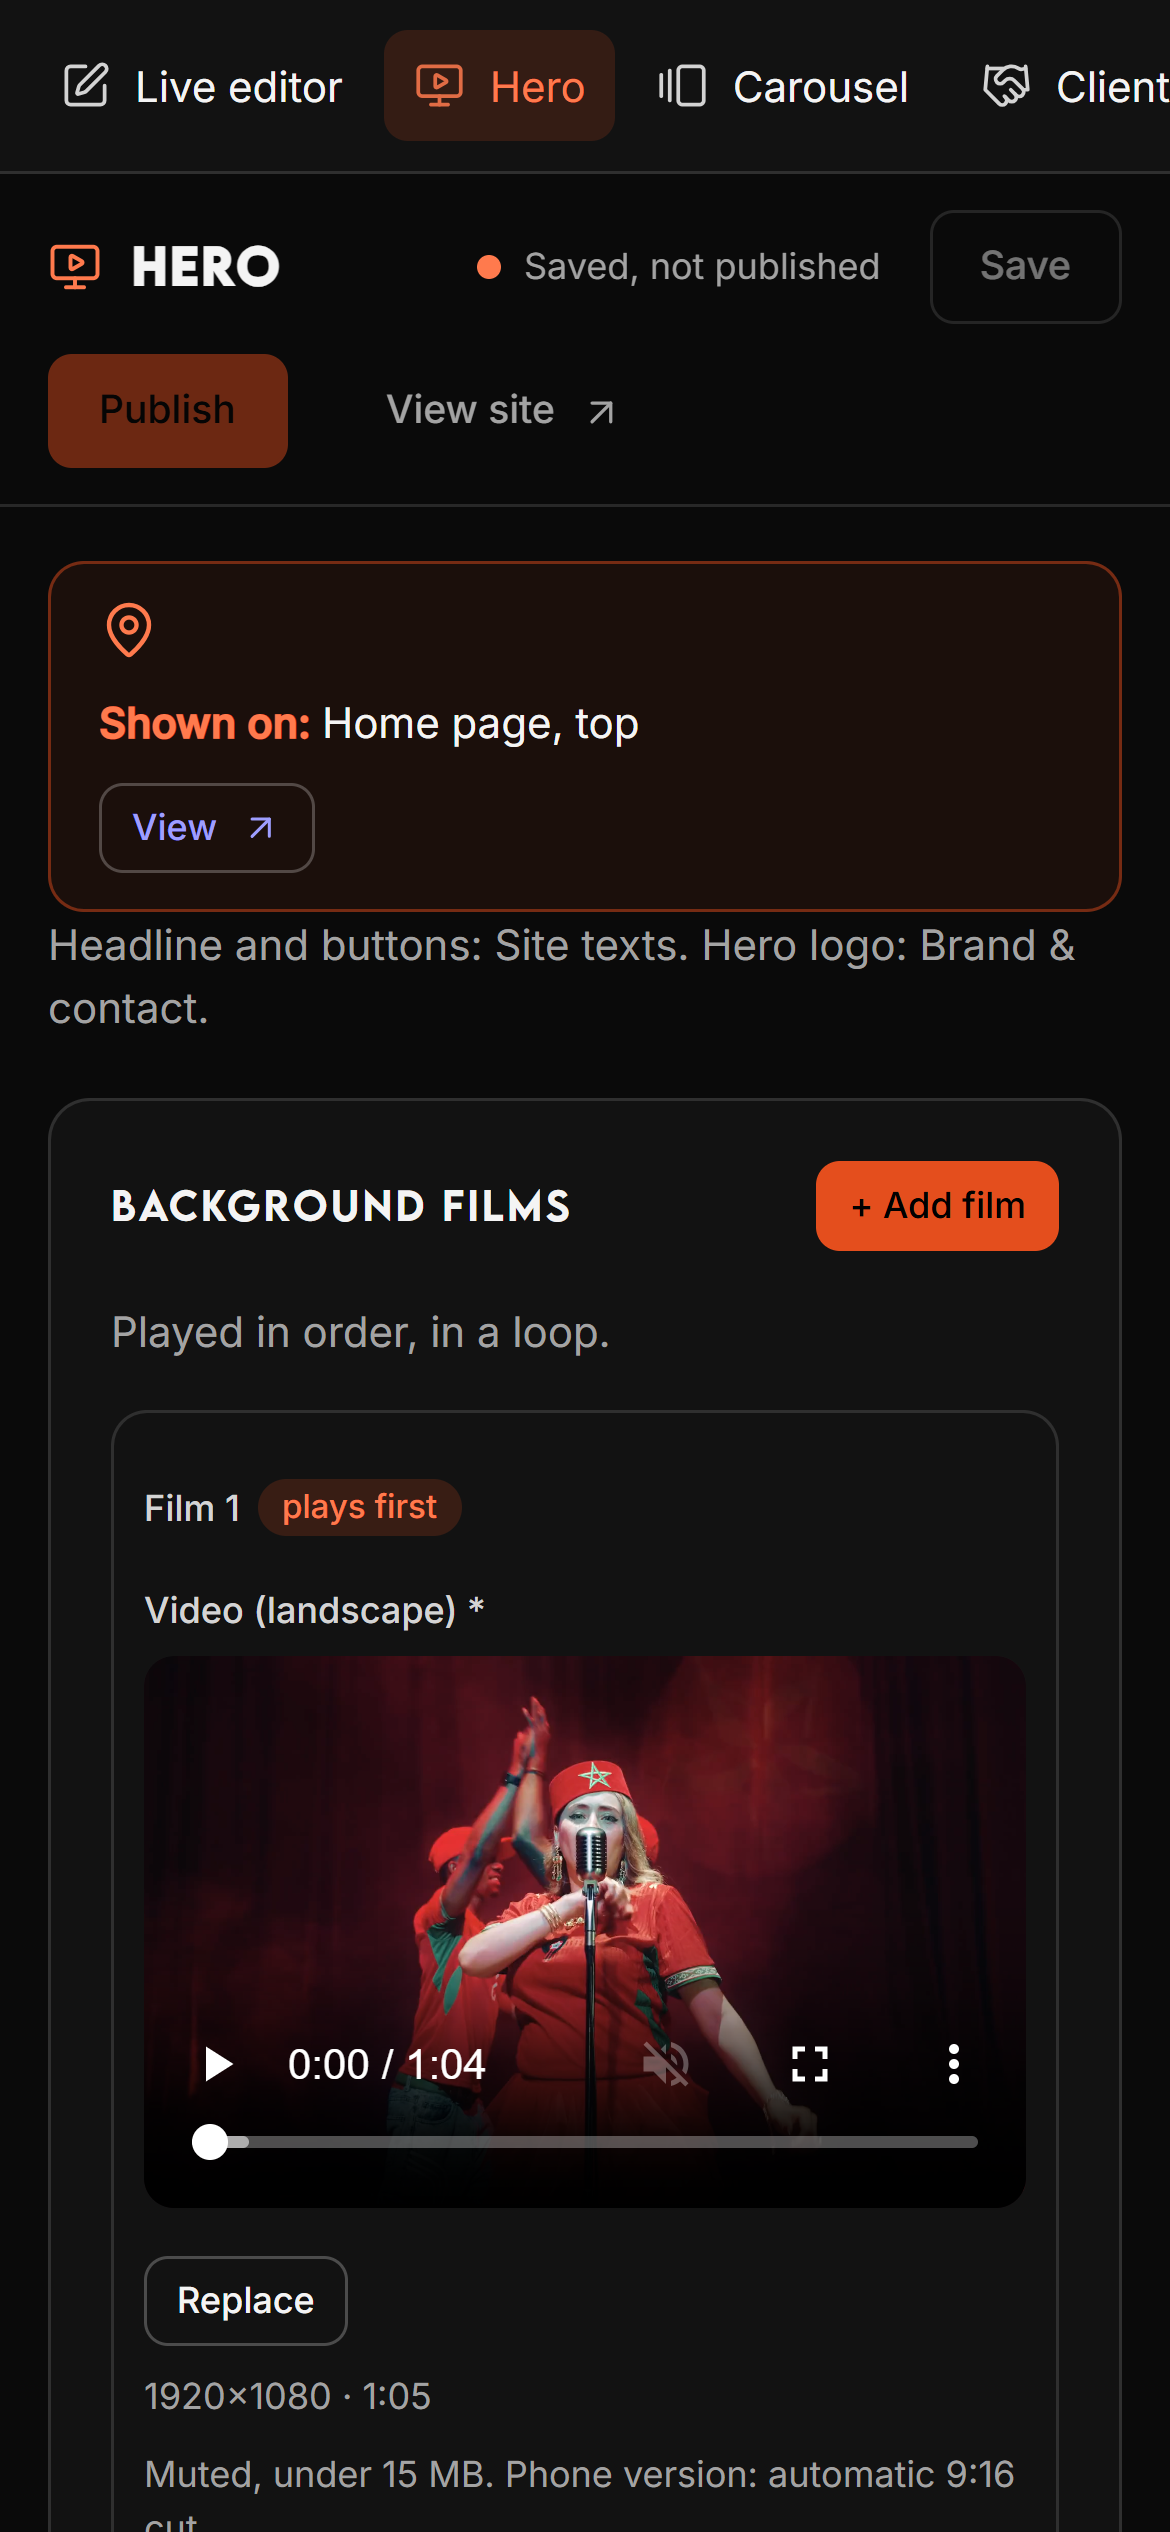 Live editor
Hero
Carousel
Client
HERO
Saved, not published
Save
Publish
View site
Shown on: Home page, top
View
Headline and buttons: Site texts. Hero logo: Brand &
contact.
BACKGROUND FILMS
+ Add film
Played in order, in a loop.
Film 1
plays first
Video (landscape) *
0:00 / 1:04
Replace
1920×1080 · 1:05
Muted, under 15 MB. Phone version: automatic 9:16
cut